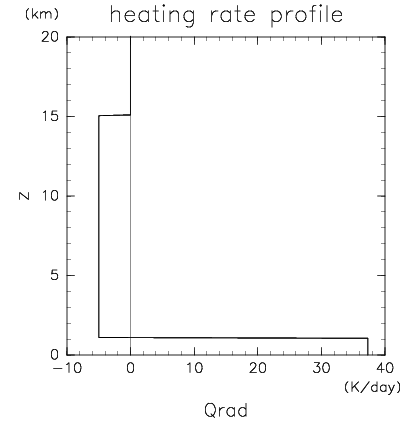 (km) heating rate profile
20
15
z 10
5
0
-10 0 10 20 30 40
(K/day)
Qrad